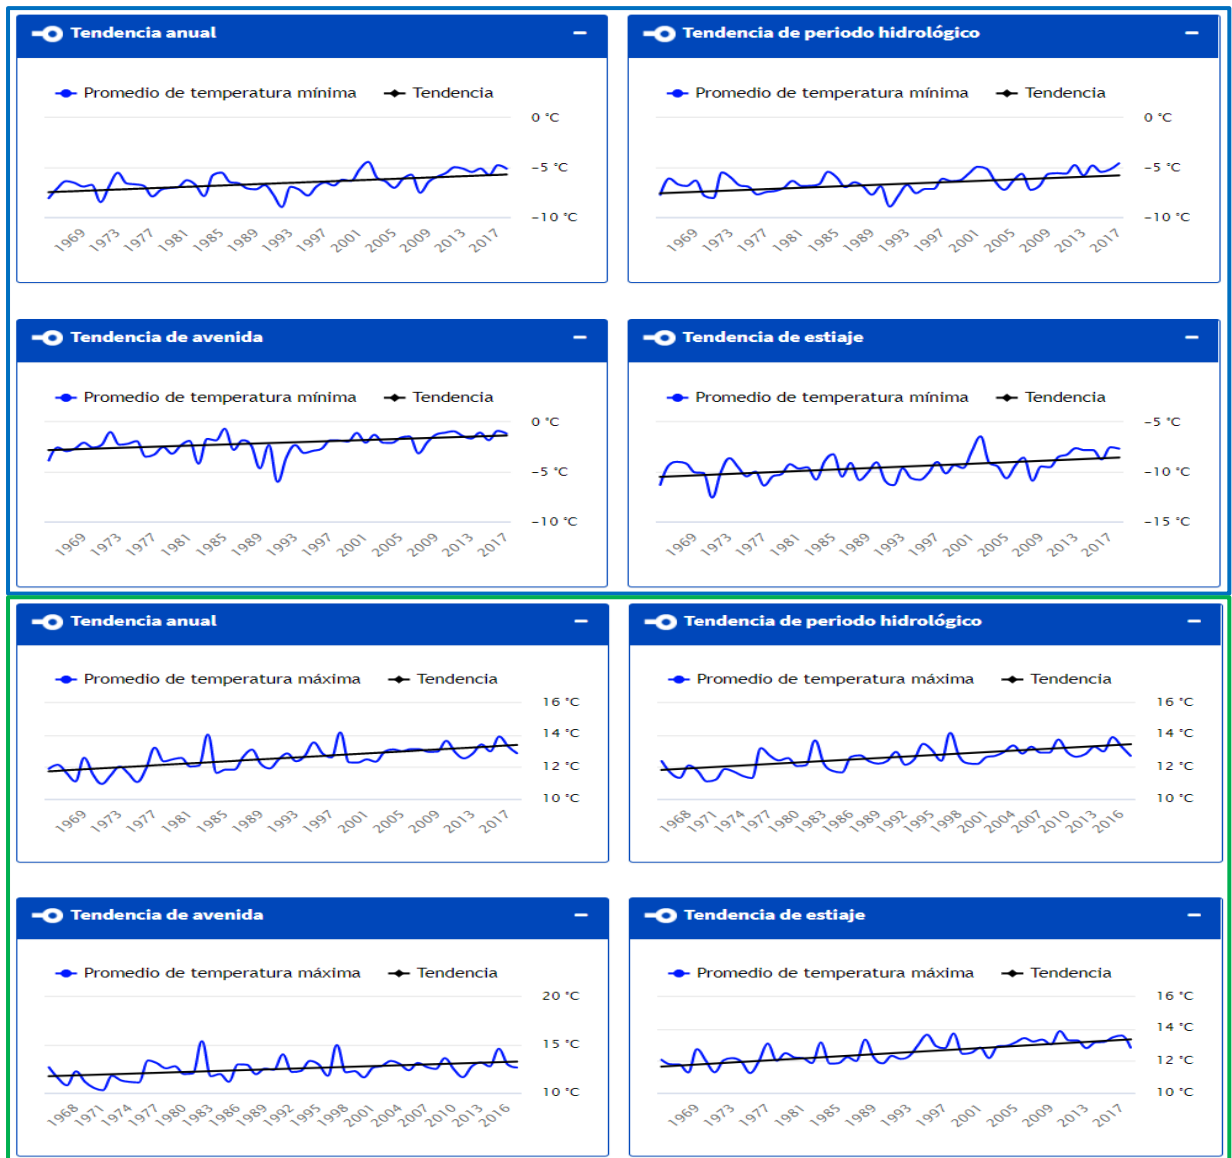 Tendencia anual
Promedio de temperatura mínima Tendencia
0 °C
−5 °C
−10 °C
1969 1973 1977 1981 1985 1989 1993 1997 2001 2005 2009 2013 2017
Tendencia de periodo hidrológico
Promedio de temperatura mínima Tendencia
0 °C
−5 °C
−10 °C
1969 1973 1977 1981 1985 1989 1993 1997 2001 2005 2009 2013 2017
Tendencia de avenida
Promedio de temperatura mínima Tendencia
0 °C
−5 °C
−10 °C
1969 1973 1977 1981 1985 1989 1993 1997 2001 2005 2009 2013 2017
Tendencia de estiaje
Promedio de temperatura mínima Tendencia
−5 °C
−10 °C
−15 °C
1969 1973 1977 1981 1985 1989 1993 1997 2001 2005 2009 2013 2017
Tendencia anual
Promedio de temperatura máxima Tendencia
16 °C
14 °C
12 °C
10 °C
1969 1973 1977 1981 1985 1989 1993 1997 2001 2005 2009 2013 2017
Tendencia de periodo hidrológico
Promedio de temperatura máxima Tendencia
16 °C
14 °C
12 °C
10 °C
1968 1971 1974 1977 1980 1983 1986 1989 1992 1995 1998 2001 2004 2007 2010 2013 2016
Tendencia de avenida
Promedio de temperatura máxima Tendencia
20 °C
15 °C
10 °C
1968 1971 1974 1977 1980 1983 1986 1989 1992 1995 1998 2001 2004 2007 2010 2013 2016
Tendencia de estiaje
Promedio de temperatura máxima Tendencia
16 °C
14 °C
12 °C
10 °C
1969 1973 1977 1981 1985 1989 1993 1997 2001 2005 2009 2013 2017